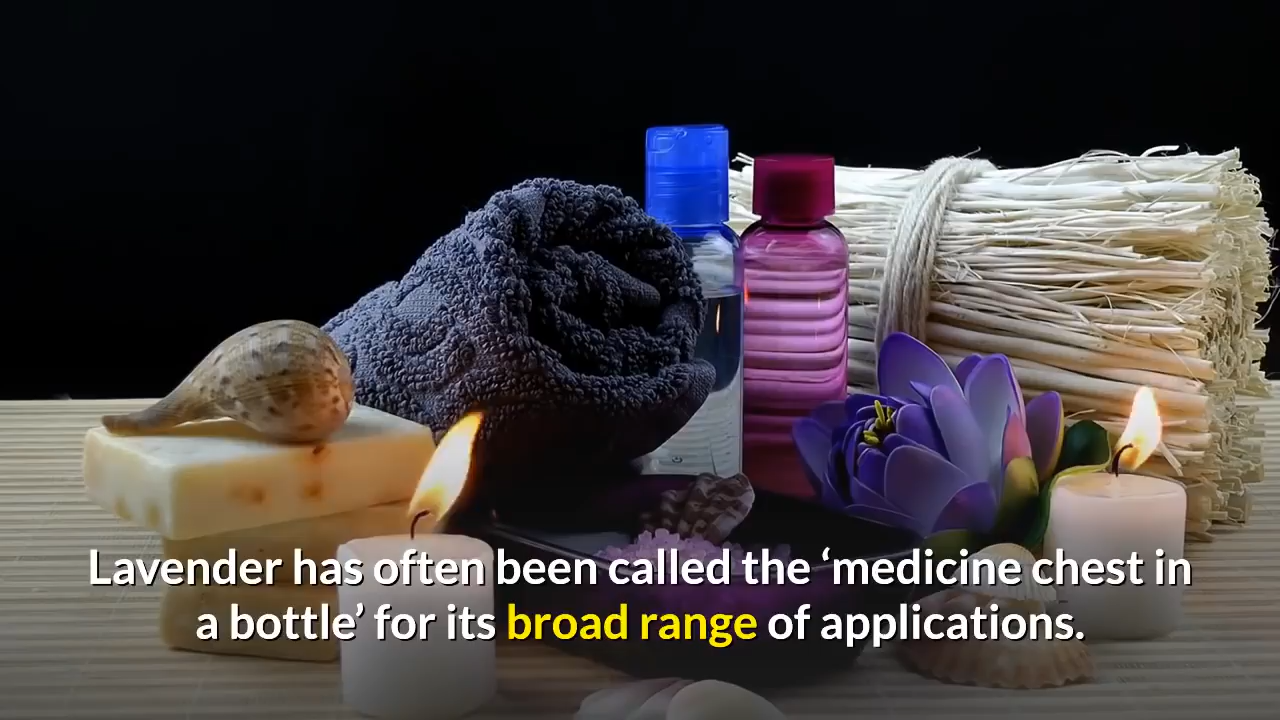 Lavender has often been called the ‘medicine chest in
a bottle’ for its broad range of applications.